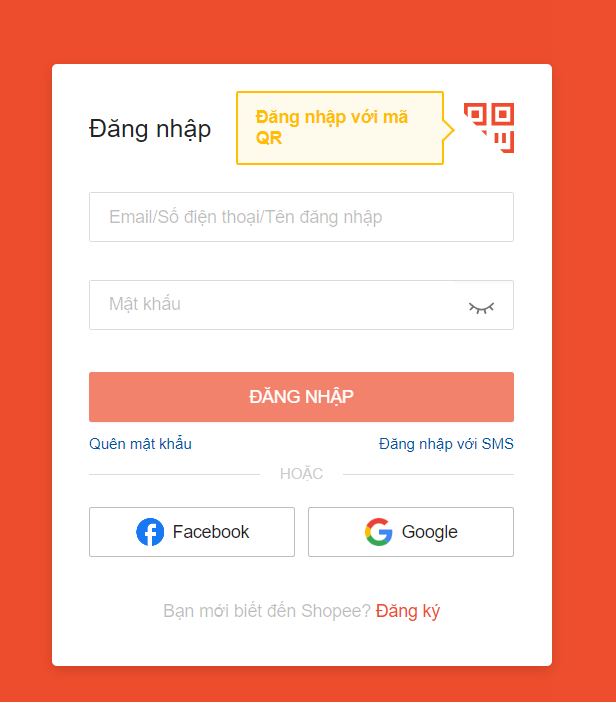 Đăng nhập
Đăng nhập với mã
QR
Email/Số điện thoại/Tên đăng nhập
Mật khẩu
ĐĂNG NHẬP
Quên mật khẩu
Đăng nhập với SMS
HOẶC
Facebook
Google
Bạn mới biết đến Shopee? Đăng ký